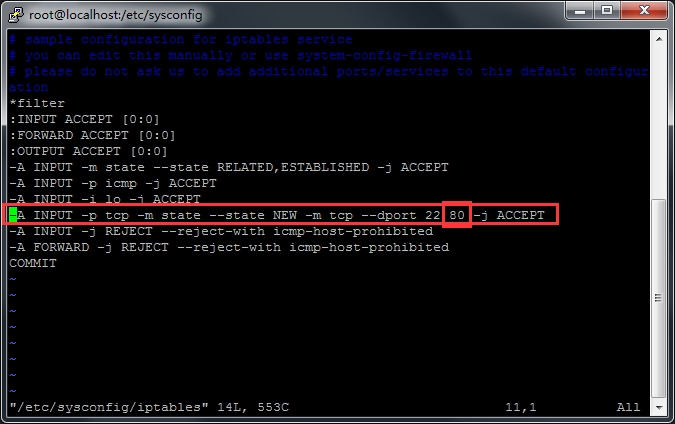 root@localhost:/etc/sysconfig
# sample configuration for iptables service
# you can edit this manually or use system-config-firewall
# please do not ask us to add additional ports/services to this default configur
ation
*filter
:INPUT ACCEPT [0:0]
:FORWARD ACCEPT [0:0]
:OUTPUT ACCEPT [0:0]
-A INPUT -m state --state RELATED,ESTABLISHED -j ACCEPT
-A INPUT -p icmp -j ACCEPT
-A INPUT -i lo -j ACCEPT
-A INPUT -p tcp -m state --state NEW -m tcp --dport 22 80 -j ACCEPT
-A INPUT -j REJECT --reject-with icmp-host-prohibited
-A FORWARD -j REJECT --reject-with icmp-host-prohibited
COMMIT
~
~
~
~
~
~
~
~
"/etc/sysconfig/iptables" 14L, 553C 11,1 All